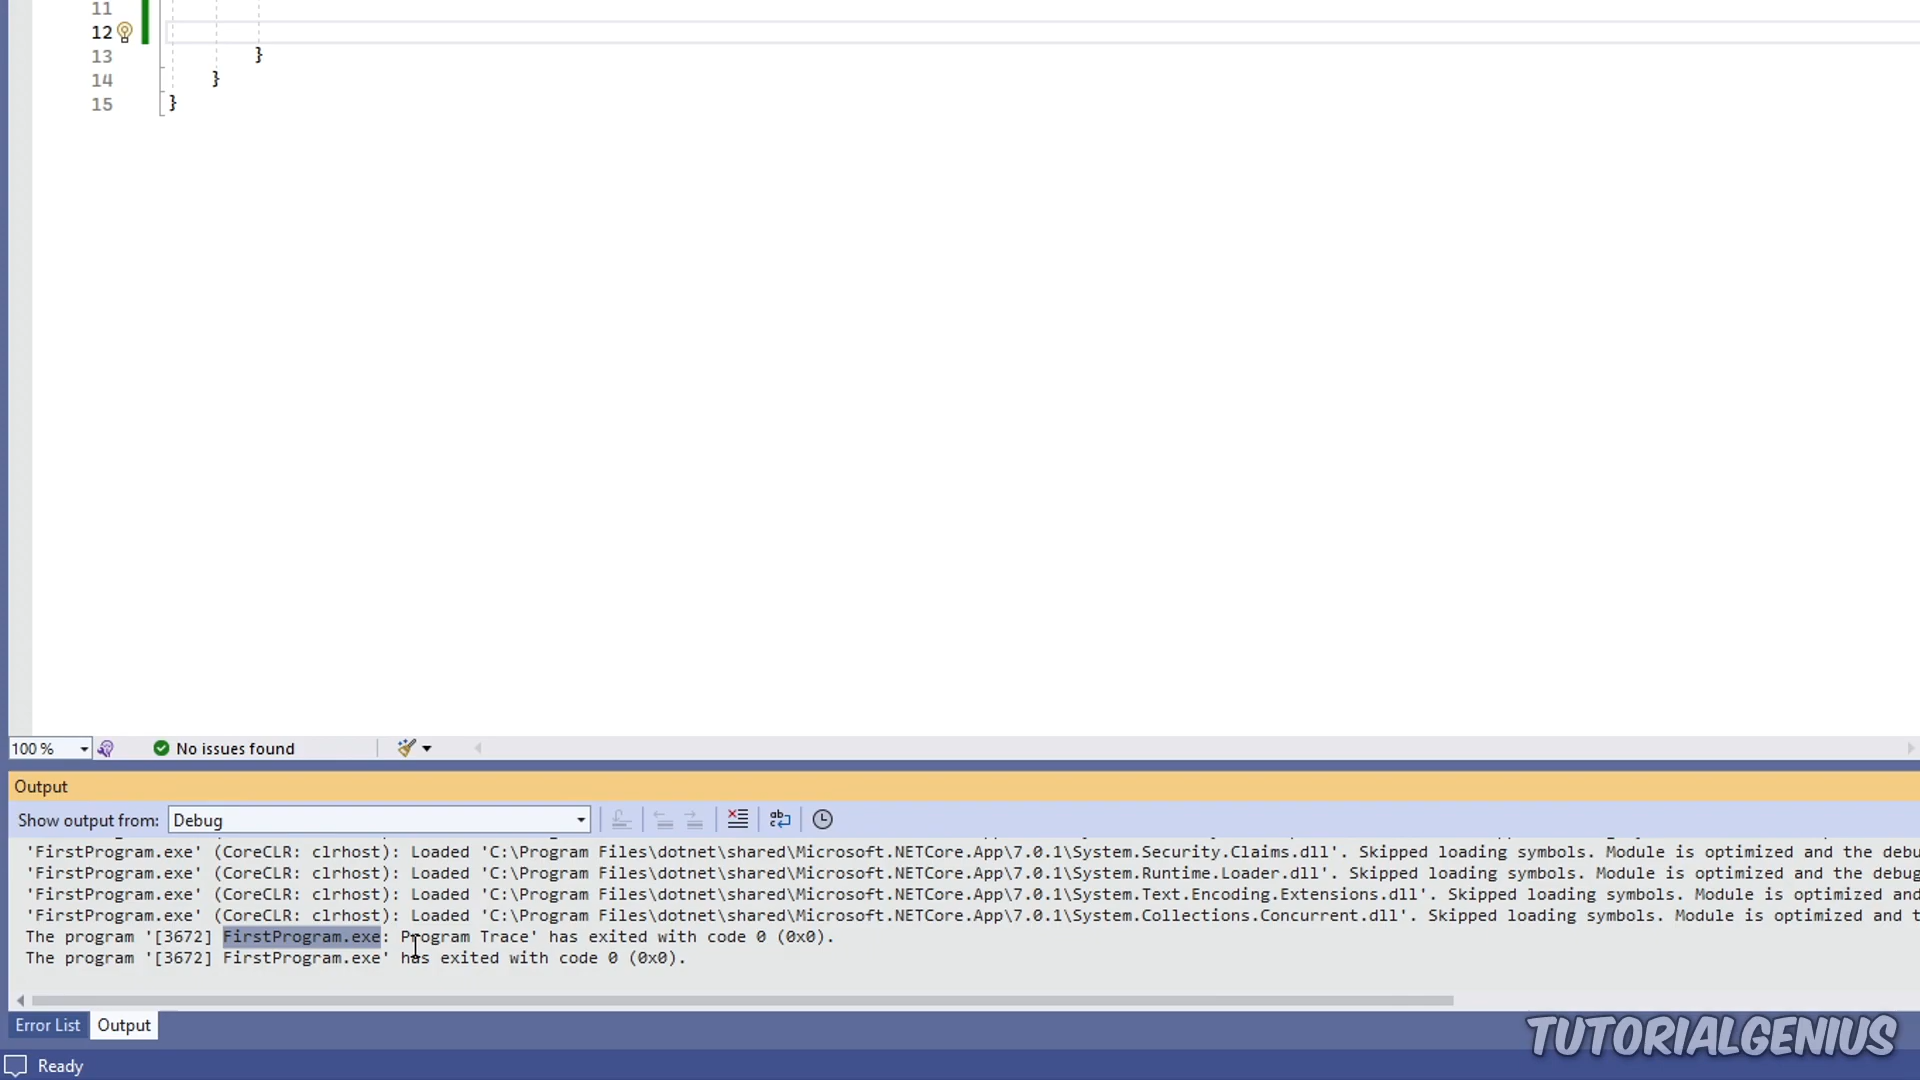 11
12
13 }
14 }
15 }
100 % No issues found
Output
Show output from: Debug
'FirstProgram.exe' (CoreCLR: clrhost): Loaded 'C:\Program Files\dotnet\shared\Microsoft.NETCore.App\7.0.1\System.Security.Claims.dll'. Skipped loading symbols. Module is optimized and the debu
'FirstProgram.exe' (CoreCLR: clrhost): Loaded 'C:\Program Files\dotnet\shared\Microsoft.NETCore.App\7.0.1\System.Runtime.Loader.dll'. Skipped loading symbols. Module is optimized and the debug
'FirstProgram.exe' (CoreCLR: clrhost): Loaded 'C:\Program Files\dotnet\shared\Microsoft.NETCore.App\7.0.1\System.Text.Encoding.Extensions.dll'. Skipped loading symbols. Module is optimized and
'FirstProgram.exe' (CoreCLR: clrhost): Loaded 'C:\Program Files\dotnet\shared\Microsoft.NETCore.App\7.0.1\System.Collections.Concurrent.dll'. Skipped loading symbols. Module is optimized and t
The program '[3672] FirstProgram.exe: Program Trace' has exited with code 0 (0x0).
The program '[3672] FirstProgram.exe' has exited with code 0 (0x0).
Error List Output
TUTORIALGENIUS
Ready